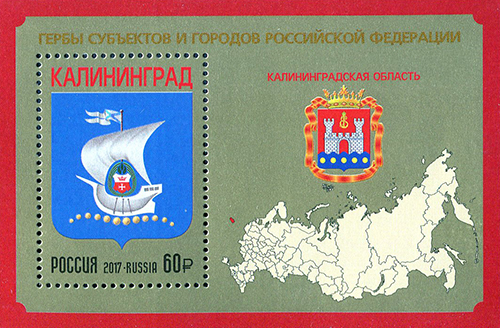 ГЕРБЫ СУБЪЕКТОВ И ГОРОДОВ РОССИЙСКОЙ ФЕДЕРАЦИИ
КАЛИНИНГРАД
КАЛИНИНГРАДСКАЯ ОБЛАСТЬ
РОССИЯ 2017·RUSSIA 60₽